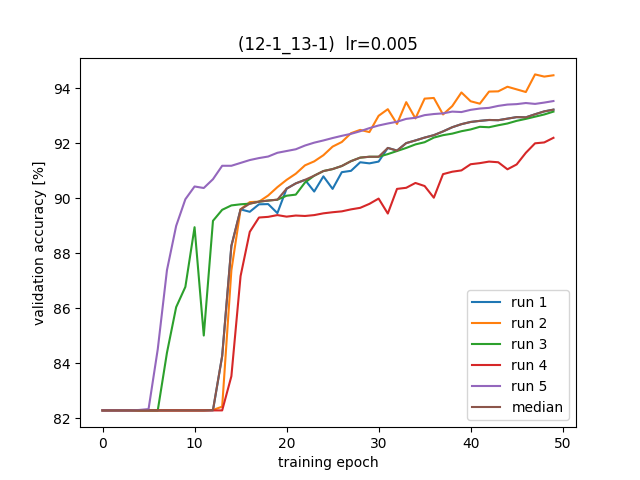 (12-1_13-1)  lr=0.005
validation accuracy [%]
94
92
90
88
86
84
82
0
10
20
30
40
50
training epoch
run 1
run 2
run 3
run 4
run 5
median